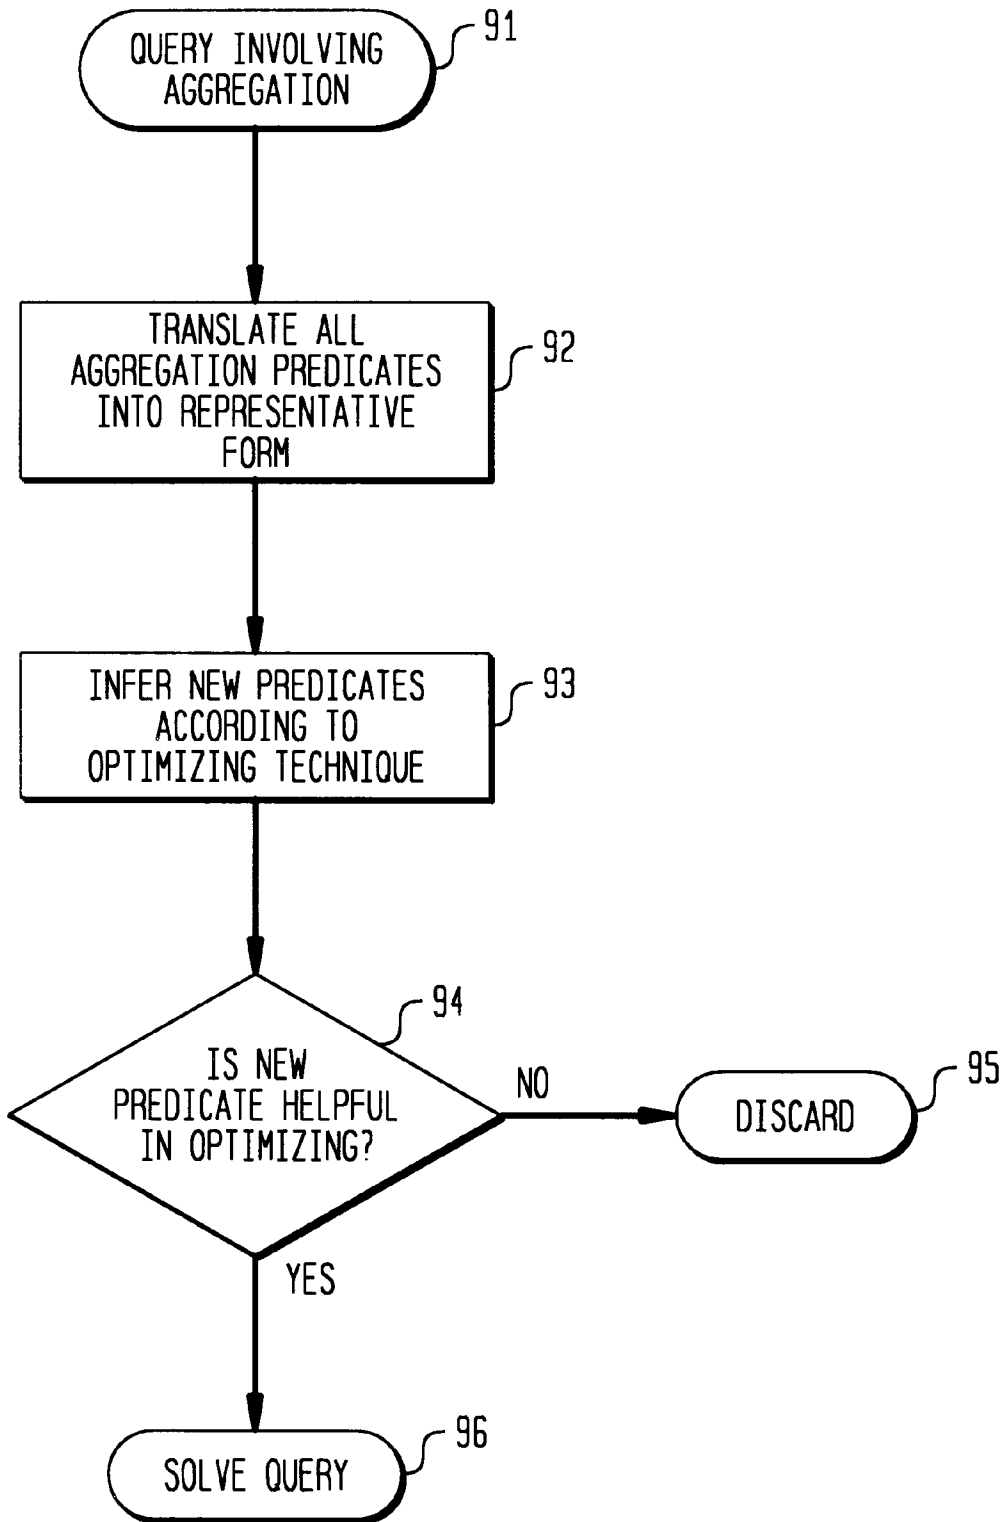 QUERY INVOLVING
AGGREGATION
91
TRANSLATE ALL
AGGREGATION PREDICATES
INTO REPRESENTATIVE
FORM
92
INFER NEW PREDICATES
ACCORDING TO
OPTIMIZING TECHNIQUE
93
IS NEW
PREDICATE HELPFUL
IN OPTIMIZING?
94
NO
DISCARD
95
YES
SOLVE QUERY
96